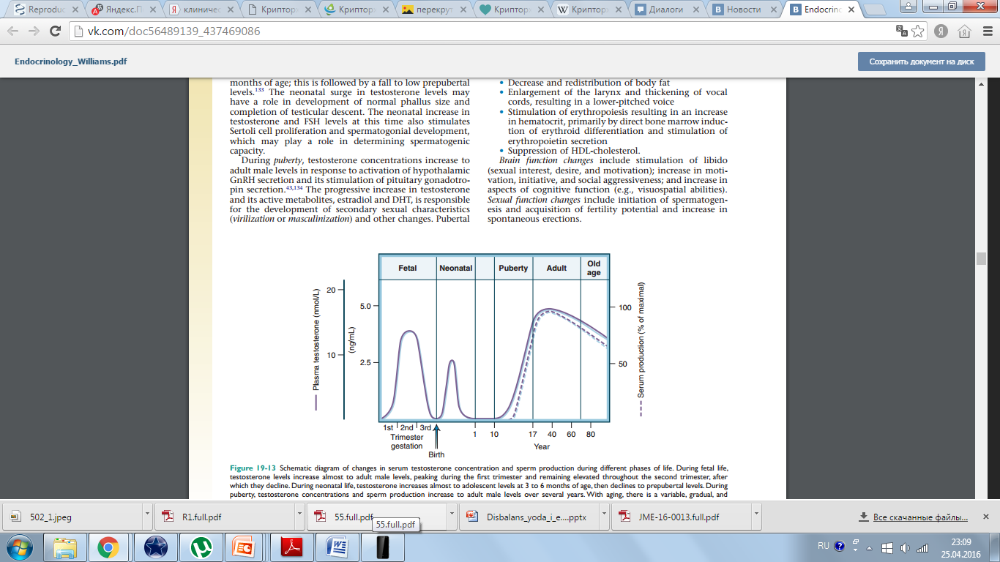 Reproduc
Яндекс.П
клиничес
Криптор
Криптор
перекрут
Криптор
Криптор
Диалоги
Новости
Endocrin
vk.com/doc56489139_437469086
Endocrinology_Williams.pdf
Сохранить документ на диск
months of age; this is followed by a fall to low prepubertal
levels.133 The neonatal surge in testosterone levels may
have a role in development of normal phallus size and
completion of testicular descent. The neonatal increase in
testosterone and FSH levels at this time also stimulates
Sertoli cell proliferation and spermatogonial development,
which may play a role in determining spermatogenic
capacity.
During puberty, testosterone concentrations increase to
adult male levels in response to activation of hypothalamic
GnRH secretion and its stimulation of pituitary gonadotro-
pin secretion.43,134 The progressive increase in testosterone
and its active metabolites, estradiol and DHT, is responsible
for the development of secondary sexual characteristics
(virilization or masculinization) and other changes. Pubertal
• Decrease and redistribution of body fat
• Enlargement of the larynx and thickening of vocal
cords, resulting in a lower-pitched voice
• Stimulation of erythropoiesis resulting in an increase
in hematocrit, primarily by direct bone marrow induc-
tion of erythroid differentiation and stimulation of
erythropoietin secretion
• Suppression of HDL-cholesterol.
Brain function changes include stimulation of libido
(sexual interest, desire, and motivation); increase in moti-
vation, initiative, and social aggressiveness; and increase in
aspects of cognitive function (e.g., visuospatial abilities).
Sexual function changes include initiation of spermatogen-
esis and acquisition of fertility potential and increase in
spontaneous erections.
Fetal
Neonatal
Puberty
Adult
Old
age
Plasma testosterone (nmol/L)
20
10
(ng/mL)
5.0
2.5
100
50
Serum production (% of maximal)
1st 2nd 3rd
Trimester
gestation
Birth
1 10 17 40 60 80
Year
Figure 19-13 Schematic diagram of changes in serum testosterone concentration and sperm production during different phases of life. During fetal life,
testosterone levels increase almost to adult male levels, peaking during the first trimester and remaining elevated throughout the second trimester, after
which they decline. During neonatal life, testosterone increases almost to adolescent levels at 3 to 6 months of age, then declines to prepubertal levels. During
puberty, testosterone concentrations and sperm production increase to adult male levels over several years. With aging, there is a variable, gradual, and
502_1.jpeg
R1.full.pdf
55.full.pdf
55.full.pdf
Disbalans_yoda_i_e....pptx
JME-16-0013.full.pdf
Все скачанные файлы...
RU
23:09
25.04.2016